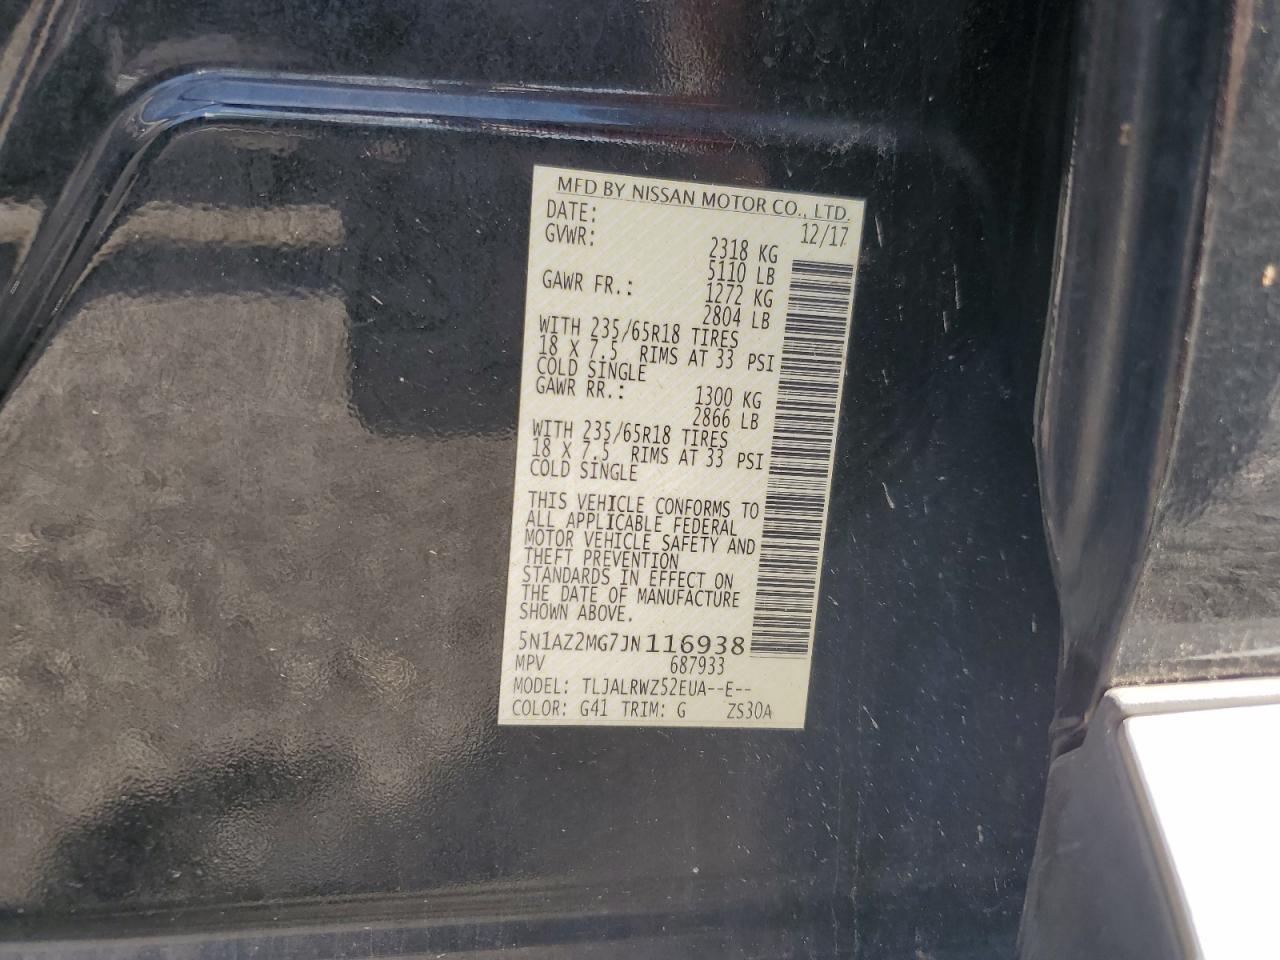 MFD BY NISSAN MOTOR CO., LTD.
DATE: 12/17
GVWR: 2318 KG
5110 LB
GAWR FR.: 1272 KG
2804 LB
WITH 235/65R18 TIRES
18 X 7.5 RIMS AT 33 PSI
COLD SINGLE
GAWR RR.: 1300 KG
2866 LB
WITH 235/65R18 TIRES
18 X 7.5 RIMS AT 33 PSI
COLD SINGLE
THIS VEHICLE CONFORMS TO
ALL APPLICABLE FEDERAL
MOTOR VEHICLE SAFETY AND
THEFT PREVENTION
STANDARDS IN EFFECT ON
THE DATE OF MANUFACTURE
SHOWN ABOVE.
5N1AZ2MG7JN116938
MPV 687933
MODEL: TLJALRWZ52EUA--E--
COLOR: G41 TRIM: G ZS30A